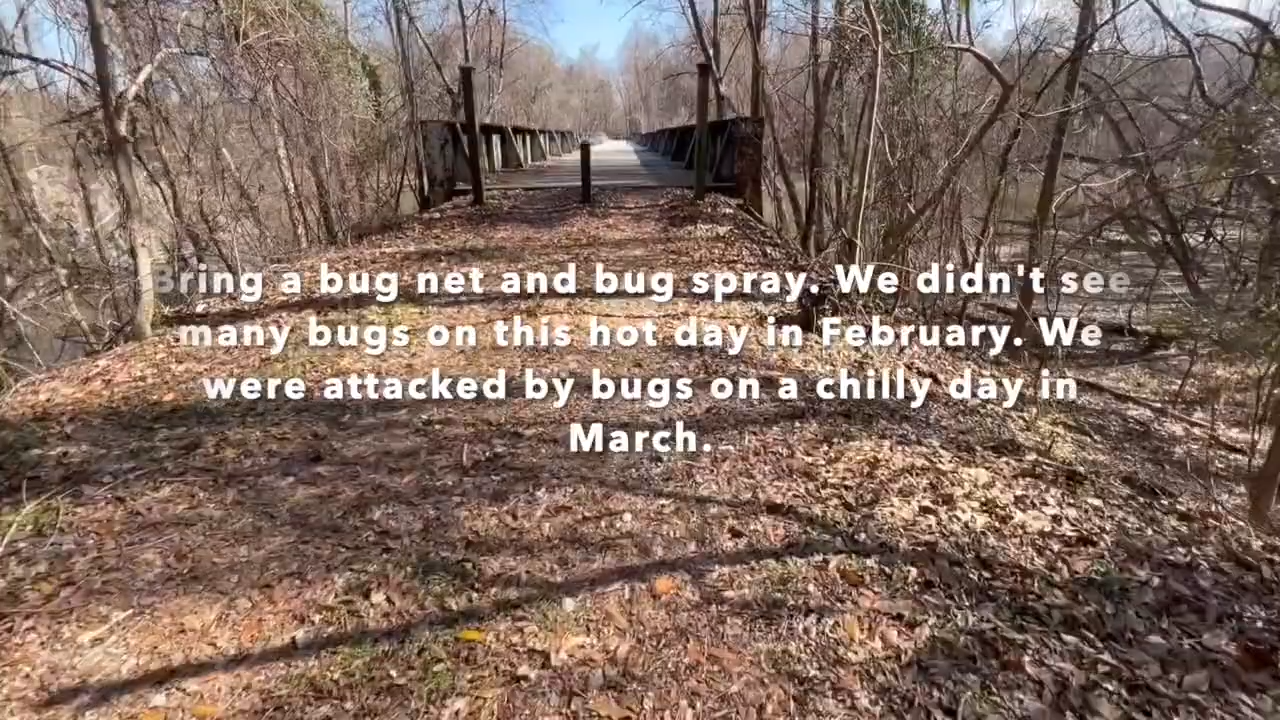 Bring a bug net and bug spray. We didn't see
many bugs on this hot day in February. We
were attacked by bugs on a chilly day in
March.